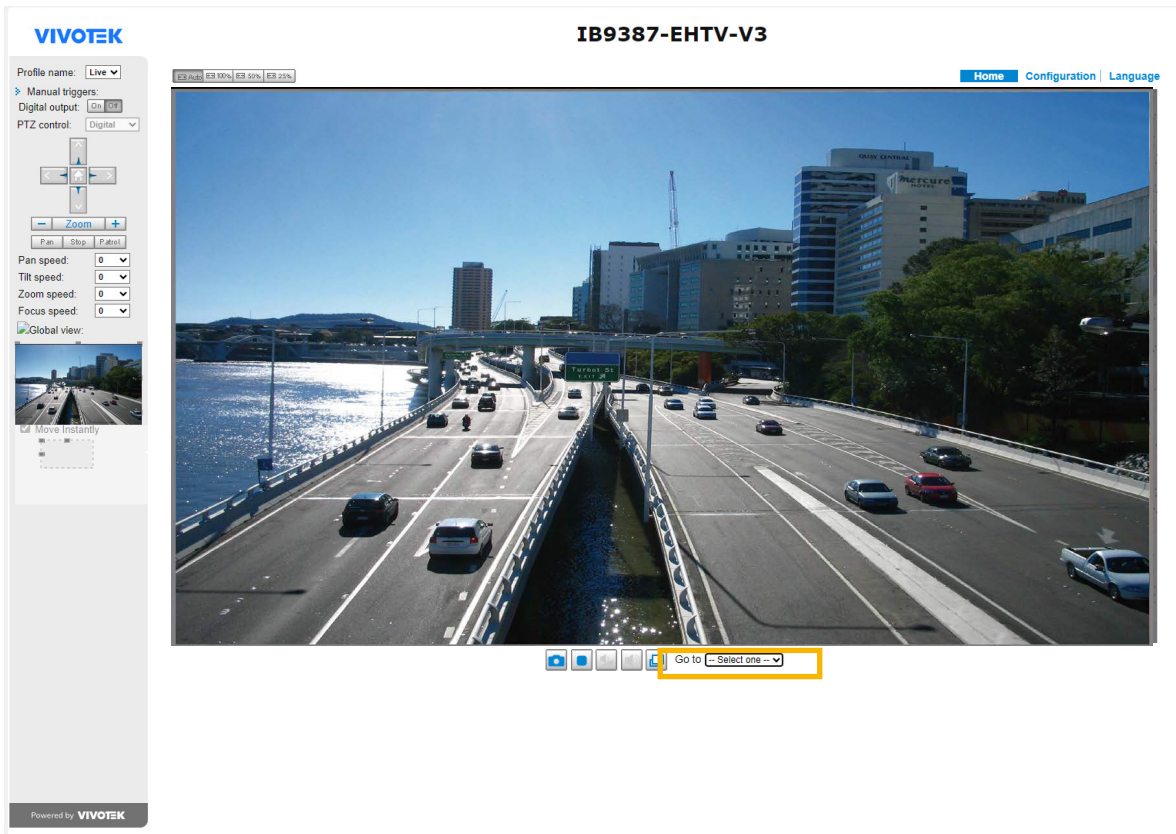 VIVOTEK
IB9387-EHTV-V3
Profile name: Live
Manual triggers:
Digital output: On Off
PTZ control: Digital
Zoom
Pan Stop Patrol
Pan speed: 0
Tilt speed: 0
Zoom speed: 0
Focus speed: 0
Global view:
Move Instantly
Auto 100% 50% 25%
Home Configuration Language
mercure
HOTEL
Turbot St
EXIT
Go to -- Select one --
Powered by VIVOTEK